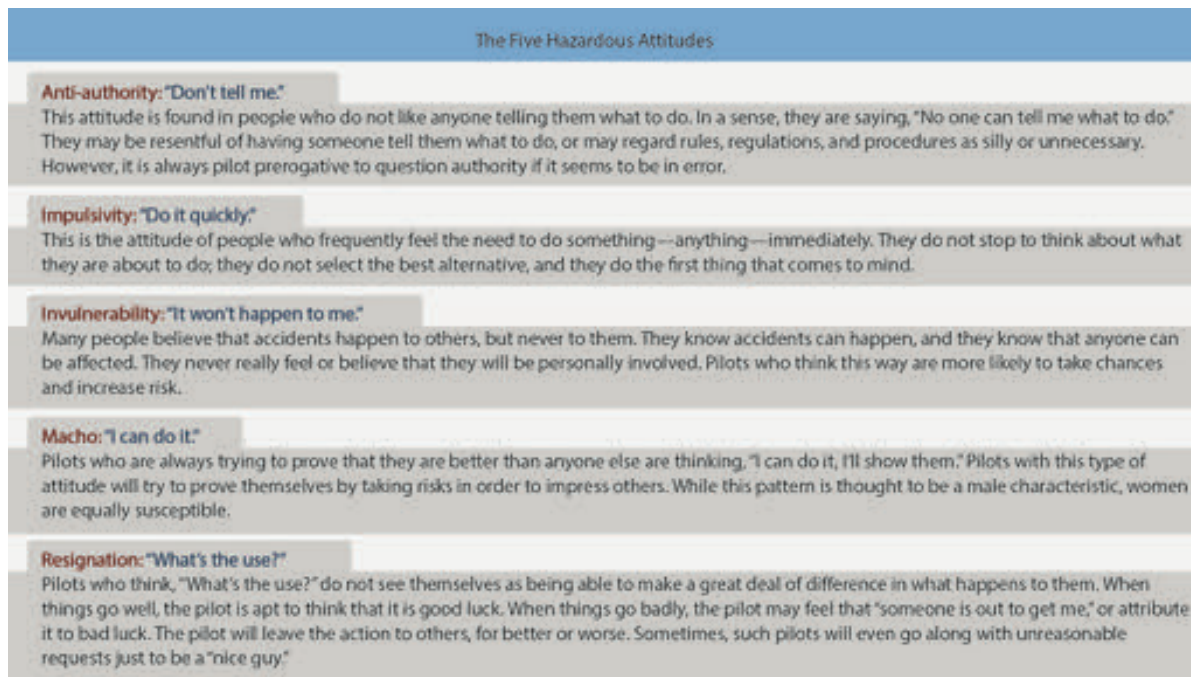 The Five Hazardous Attitudes
Anti-authority: "Don't tell me."
This attitude is found in people who do not like anyone telling them what to do. In a sense, they are saying, "No one can tell me what to do."
They may be resentful of having someone tell them what to do, or may regard rules, regulations, and procedures as silly or unnecessary.
However, it is always pilot prerogative to question authority if it seems to be in error.
Impulsivity: "Do it quickly."
This is the attitude of people who frequently feel the need to do something—anything—immediately. They do not stop to think about what
they are about to do; they do not select the best alternative, and they do the first thing that comes to mind.
Invulnerability: "It won't happen to me."
Many people believe that accidents happen to others, but never to them. They know accidents can happen, and they know that anyone can
be affected. They never really feel or believe that they will be personally involved. Pilots who think this way are more likely to take chances
and increase risk.
Macho: "I can do it."
Pilots who are always trying to prove that they are better than anyone else are thinking, "I can do it, I'll show them." Pilots with this type of
attitude will try to prove themselves by taking risks in order to impress others. While this pattern is thought to be a male characteristic, women
are equally susceptible.
Resignation: "What's the use?"
Pilots who think, "What's the use?" do not see themselves as being able to make a great deal of difference in what happens to them. When
things go well, the pilot is apt to think that it is good luck. When things go badly, the pilot may feel that "someone is out to get me," or attribute
it to bad luck. The pilot will leave the action to others, for better or worse. Sometimes, such pilots will even go along with unreasonable
requests just to be a "nice guy."